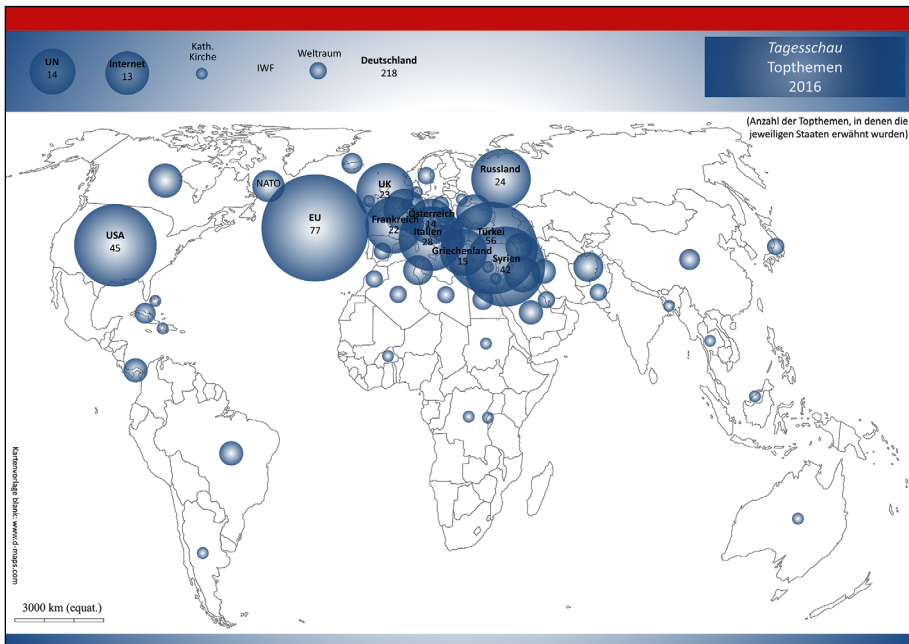 UN
14
Internet
13
Kath.
Kirche
IWF
Weltraum
Deutschland
218
Tagesschau
Topthemen
2016
(Anzahl der Topthemen, in denen die
jeweiligen Staaten erwähnt wurden)
Russland
24
NATO
UK
23
EU
77
USA
45
Österreich
14
Frankreich
22
Italien
28
Türkei
56
Griechenland
15
Syrien
42
Kartenvorlage blank: www.d-maps.com
3000 km (equat.)